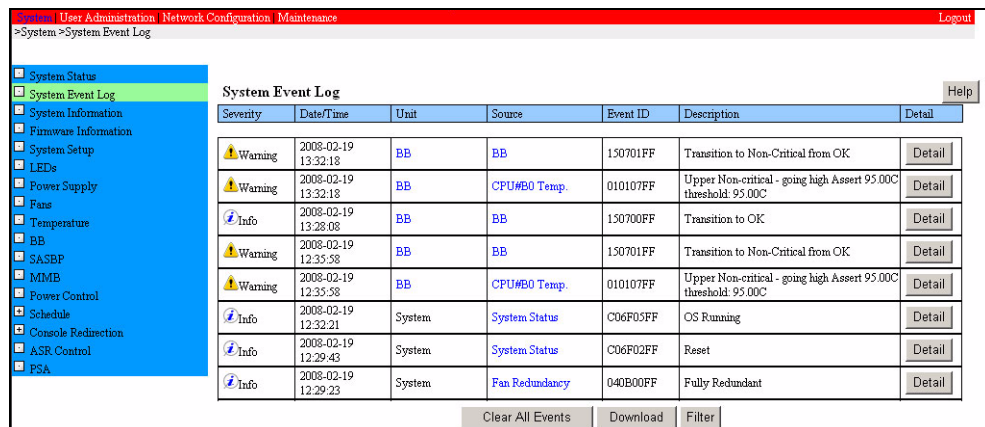 System | User Administration | Network Configuration | Maintenance Logout
>System >System Event Log
System Status
System Event Log
System Information
Firmware Information
System Setup
LEDs
Power Supply
Fans
Temperature
BB
SASBP
MMB
Power Control
Schedule
Console Redirection
ASR Control
PSA
System Event Log
Help
Severity Date/Time Unit Source Event ID Description Detail
Warning 2008-02-19 13:32:18 BB BB 150701FF Transition to Non-Critical from OK Detail
Warning 2008-02-19 13:32:18 BB CPU#B0 Temp. 010107FF Upper Non-critical - going high Assert 95.00C threshold: 95.00C Detail
Info 2008-02-19 13:28:08 BB BB 150700FF Transition to OK Detail
Warning 2008-02-19 12:35:58 BB BB 150701FF Transition to Non-Critical from OK Detail
Warning 2008-02-19 12:35:58 BB CPU#B0 Temp. 010107FF Upper Non-critical - going high Assert 95.00C threshold: 95.00C Detail
Info 2008-02-19 12:32:21 System System Status C06F05FF OS Running Detail
Info 2008-02-19 12:29:43 System System Status C06F02FF Reset Detail
Info 2008-02-19 12:29:23 System Fan Redundancy 040B00FF Fully Redundant Detail
Clear All Events Download Filter